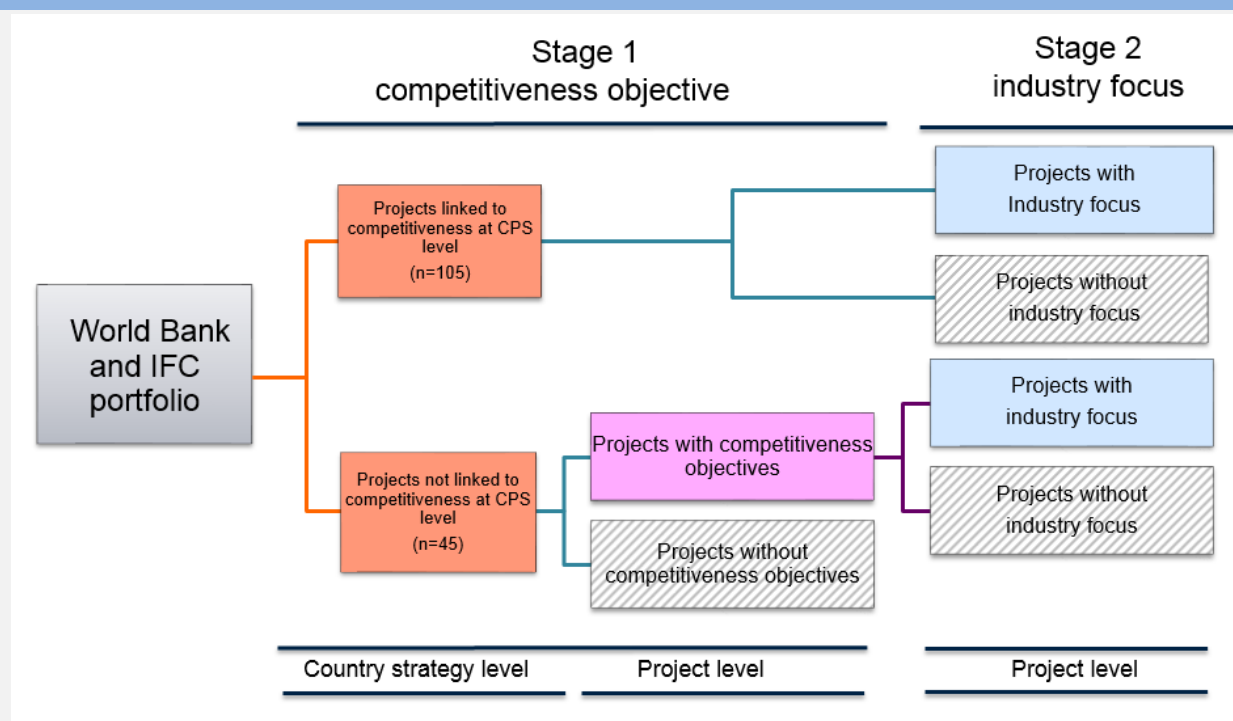 Stage 1
competitiveness objective
Stage 2
industry focus
World Bank
and IFC
portfolio
Projects linked to
competitiveness at CPS
level
(n=105)
Projects with
Industry focus
Projects without
industry focus
Projects not linked to
competitiveness at CPS
level
(n=45)
Projects with competitiveness
objectives
Projects without
competitiveness objectives
Projects with
industry focus
Projects without
industry focus
Country strategy level
Project level
Project level